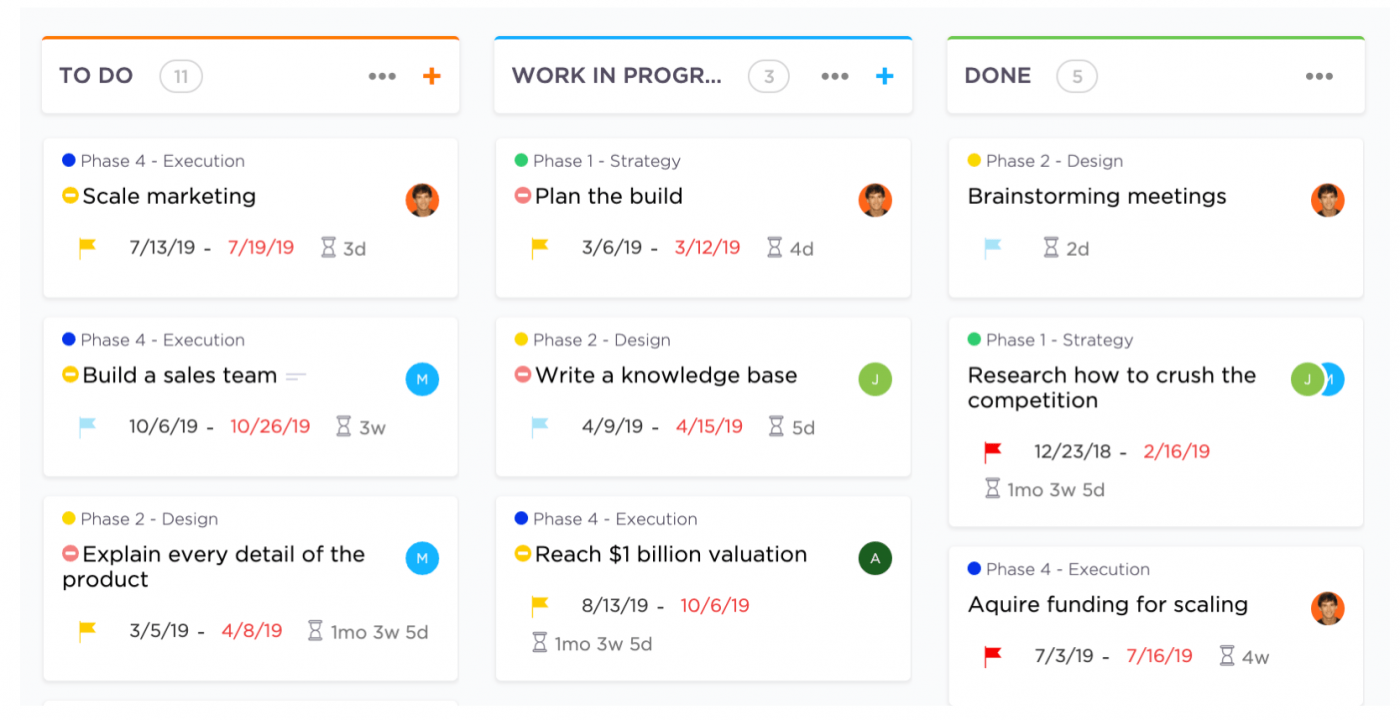 TO DO 11
Phase 4 - Execution
Scale marketing
7/13/19 - 7/19/19 3d
Phase 4 - Execution
Build a sales team
M
10/6/19 - 10/26/19 3w
Phase 2 - Design
Explain every detail of the
product
M
3/5/19 - 4/8/19 1mo 3w 5d
WORK IN PROGR... 3
Phase 1 - Strategy
Plan the build
3/6/19 - 3/12/19 4d
Phase 2 - Design
Write a knowledge base
J
4/9/19 - 4/15/19 5d
Phase 4 - Execution
Reach $1 billion valuation
A
8/13/19 - 10/6/19
1mo 3w 5d
DONE 5
Phase 2 - Design
Brainstorming meetings
2d
Phase 1 - Strategy
Research how to crush the
competition
J
12/23/18 - 2/16/19
1mo 3w 5d
Phase 4 - Execution
Aquire funding for scaling
7/3/19 - 7/16/19 4w